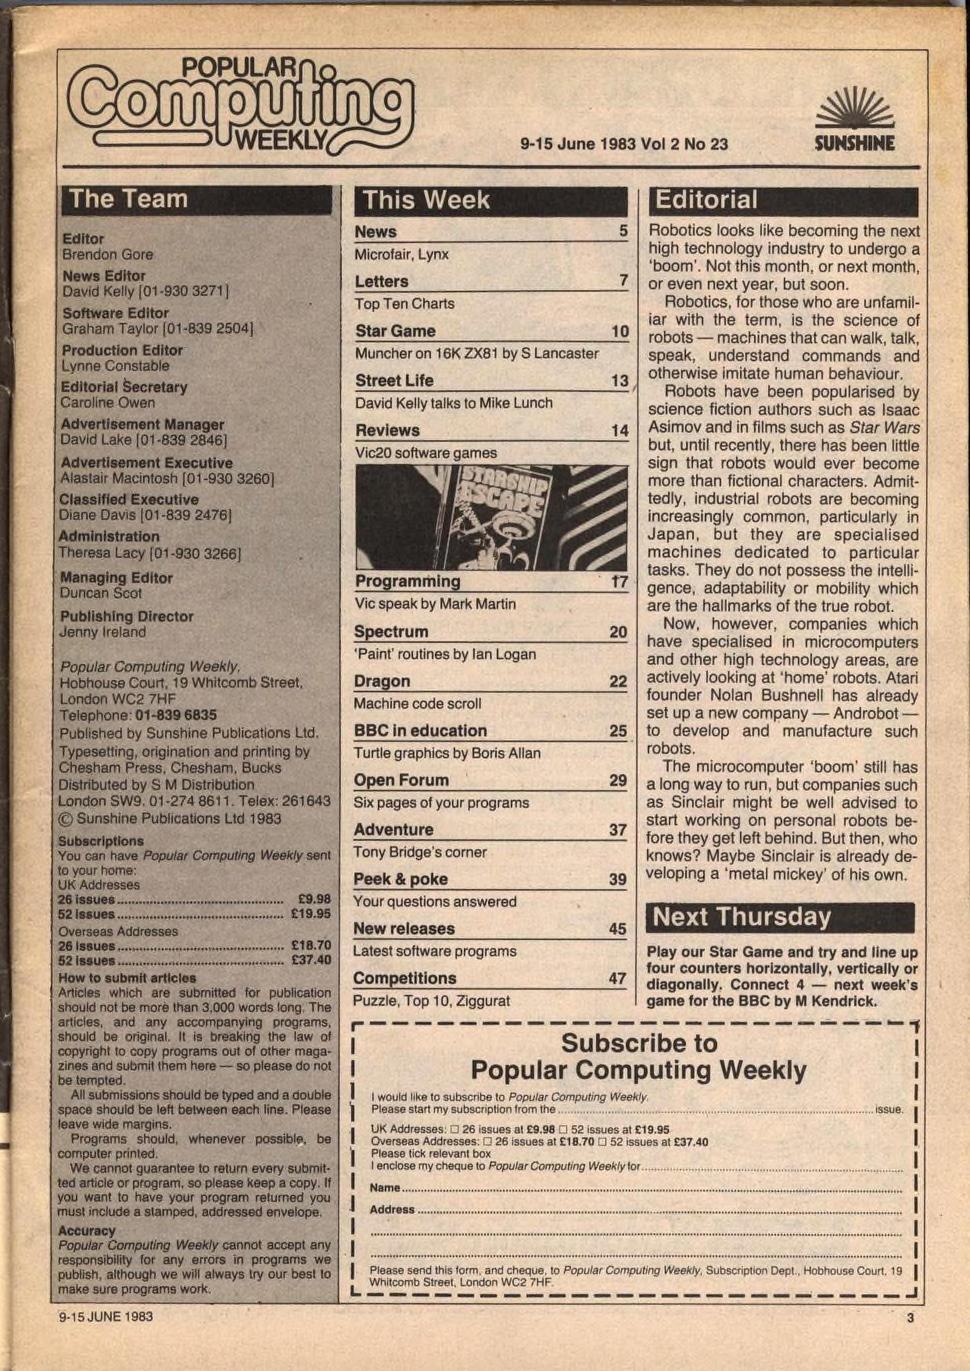 POPULAR
Computing
WEEKLY
9-15 June 1983 Vol 2 No 23
SUNSHINE
The Team
Editor
Brendon Gore
News Editor
David Kelly [01-930 3271]
Software Editor
Graham Taylor [01-839 2504]
Production Editor
Lynne Constable
Editorial Secretary
Caroline Owen
Advertisement Manager
David Lake [01-839 2846]
Advertisement Executive
Alastair Macintosh [01-930 3260]
Classified Executive
Diane Davis [01-839 2476]
Administration
Theresa Lacy [01-930 3266]
Managing Editor
Duncan Scot
Publishing Director
Jenny Ireland
Popular Computing Weekly,
Hobhouse Court, 19 Whitcomb Street,
London WC2 7HF
Telephone: 01-839 6835
Published by Sunshine Publications Ltd.
Typesetting, origination and printing by
Chesham Press, Chesham, Bucks
Distributed by S M Distribution
London SW9. 01-274 8611. Telex: 261643
© Sunshine Publications Ltd 1983
Subscriptions
You can have Popular Computing Weekly sent
to your home:
UK Addresses
26 issues ... £9.98
52 issues ... £19.95
Overseas Addresses
26 issues ... £18.70
52 issues ... £37.40
How to submit articles
Articles which are submitted for publication
should not be more than 3,000 words long. The
articles, and any accompanying programs,
should be original. It is breaking the law of
copyright to copy programs out of other maga-
zines and submit them here — so please do not
be tempted.
All submissions should be typed and a double
space should be left between each line. Please
leave wide margins.
Programs should, whenever possible, be
computer printed.
We cannot guarantee to return every submit-
ted article or program, so please keep a copy. If
you want to have your program returned you
must include a stamped, addressed envelope.
Accuracy
Popular Computing Weekly cannot accept any
responsibility for any errors in programs we
publish, although we will always try our best to
make sure programs work.
This Week
News 5
Microfair, Lynx
Letters 7
Top Ten Charts
Star Game 10
Muncher on 16K ZX81 by S Lancaster
Street Life 13
David Kelly talks to Mike Lunch
Reviews 14
Vic20 software games
STARSHIP
ESCAPE
Programming 17
Vic speak by Mark Martin
Spectrum 20
'Paint' routines by Ian Logan
Dragon 22
Machine code scroll
BBC in education 25
Turtle graphics by Boris Allan
Open Forum 29
Six pages of your programs
Adventure 37
Tony Bridge's corner
Peek & poke 39
Your questions answered
New releases 45
Latest software programs
Competitions 47
Puzzle, Top 10, Ziggurat
Editorial
Robotics looks like becoming the next
high technology industry to undergo a
'boom'. Not this month, or next month,
or even next year, but soon.
Robotics, for those who are unfamil-
iar with the term, is the science of
robots — machines that can walk, talk,
speak, understand commands and
otherwise imitate human behaviour.
Robots have been popularised by
science fiction authors such as Isaac
Asimov and in films such as Star Wars
but, until recently, there has been little
sign that robots would ever become
more than fictional characters. Admit-
tedly, industrial robots are becoming
increasingly common, particularly in
Japan, but they are specialised
machines dedicated to particular
tasks. They do not possess the intelli-
gence, adaptability or mobility which
are the hallmarks of the true robot.
Now, however, companies which
have specialised in microcomputers
and other high technology areas, are
actively looking at 'home' robots. Atari
founder Nolan Bushnell has already
set up a new company — Androbot —
to develop and manufacture such
robots.
The microcomputer 'boom' still has
a long way to run, but companies such
as Sinclair might be well advised to
start working on personal robots be-
fore they get left behind. But then, who
knows? Maybe Sinclair is already de-
veloping a 'metal mickey' of his own.
Next Thursday
Play our Star Game and try and line up
four counters horizontally, vertically or
diagonally. Connect 4 — next week's
game for the BBC by M Kendrick.
Subscribe to
Popular Computing Weekly
I would like to subscribe to Popular Computing Weekly.
Please start my subscription from the ... issue.
UK Addresses: □ 26 issues at £9.98 □ 52 issues at £19.95
Overseas Addresses: □ 26 issues at £18.70 □ 52 issues at £37.40
Please tick relevant box
I enclose my cheque to Popular Computing Weekly for...
Name...
Address ...
Please send this form, and cheque, to Popular Computing Weekly, Subscription Dept., Hobhouse Court, 19
Whitcomb Street, London WC2 7HF.
9-15 JUNE 1983
3